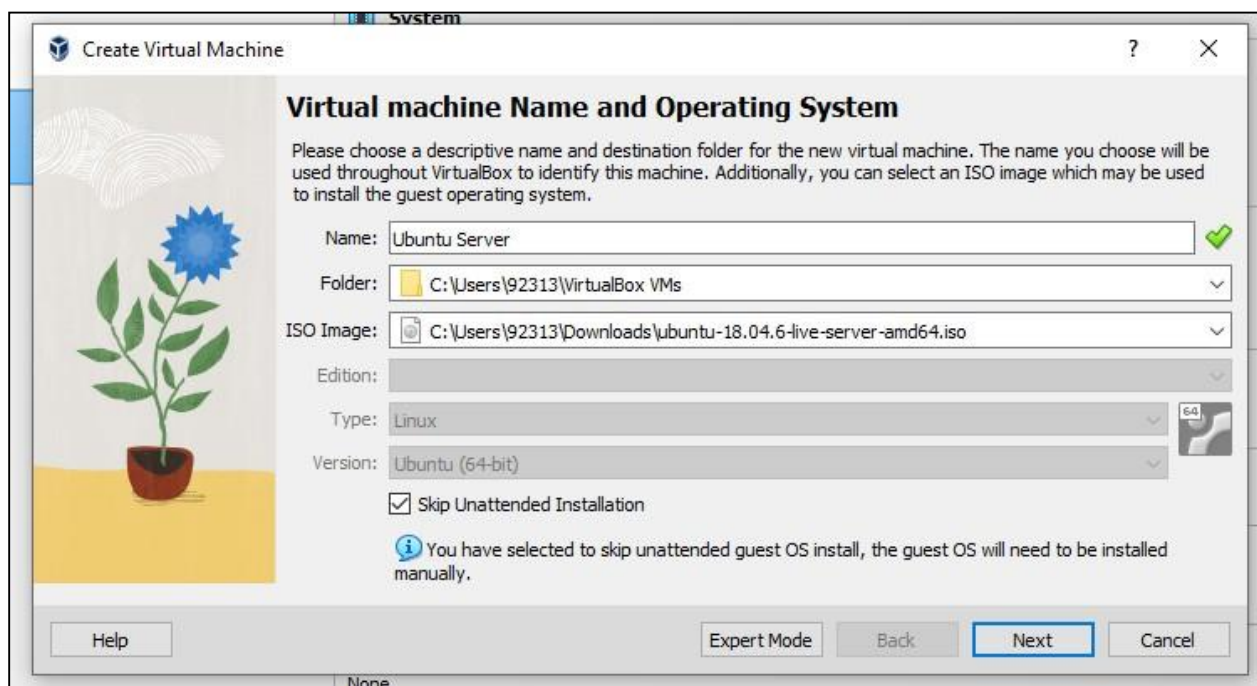 System
Create Virtual Machine
?
Virtual machine Name and Operating System
Please choose a descriptive name and destination folder for the new virtual machine. The name you choose will be
used throughout VirtualBox to identify this machine. Additionally, you can select an ISO image which may be used
to install the guest operating system.
Name: Ubuntu Server
Folder: C:\Users\92313\VirtualBox VMs
ISO Image: C:\Users\92313\Downloads\ubuntu-18.04.6-live-server-amd64.iso
Edition:
Type: Linux
64
Version: Ubuntu (64-bit)
Skip Unattended Installation
You have selected to skip unattended guest OS install, the guest OS will need to be installed
manually.
Help Expert Mode Back Next Cancel
None